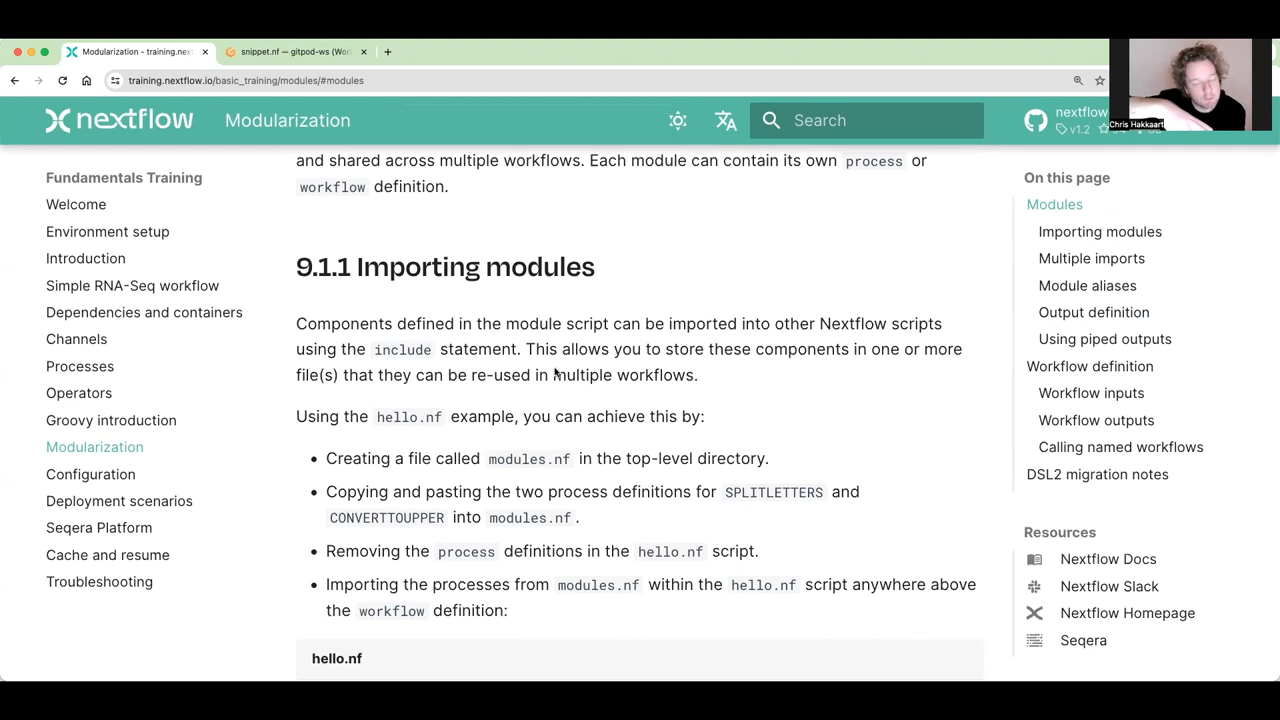 Modularization - training.nex
snippet.nf — gitpod-ws (Wor
training.nextflow.io/basic_training/modules/#modules
nextflow
Modularization
Search
nextflow
v1.2
Chris Hakkaart
Fundamentals Training
Welcome
Environment setup
Introduction
Simple RNA-Seq workflow
Dependencies and containers
Channels
Processes
Operators
Groovy introduction
Modularization
Configuration
Deployment scenarios
Seqera Platform
Cache and resume
Troubleshooting
and shared across multiple workflows. Each module can contain its own process or
workflow definition.
9.1.1 Importing modules
Components defined in the module script can be imported into other Nextflow scripts
using the include statement. This allows you to store these components in one or more
file(s) that they can be re-used in multiple workflows.
Using the hello.nf example, you can achieve this by:
• Creating a file called modules.nf in the top-level directory.
• Copying and pasting the two process definitions for SPLITLETTERS and
CONVERTTOUPPER into modules.nf.
• Removing the process definitions in the hello.nf script.
• Importing the processes from modules.nf within the hello.nf script anywhere above
the workflow definition:
hello.nf
On this page
Modules
Importing modules
Multiple imports
Module aliases
Output definition
Using piped outputs
Workflow definition
Workflow inputs
Workflow outputs
Calling named workflows
DSL2 migration notes
Resources
Nextflow Docs
Nextflow Slack
Nextflow Homepage
Seqera